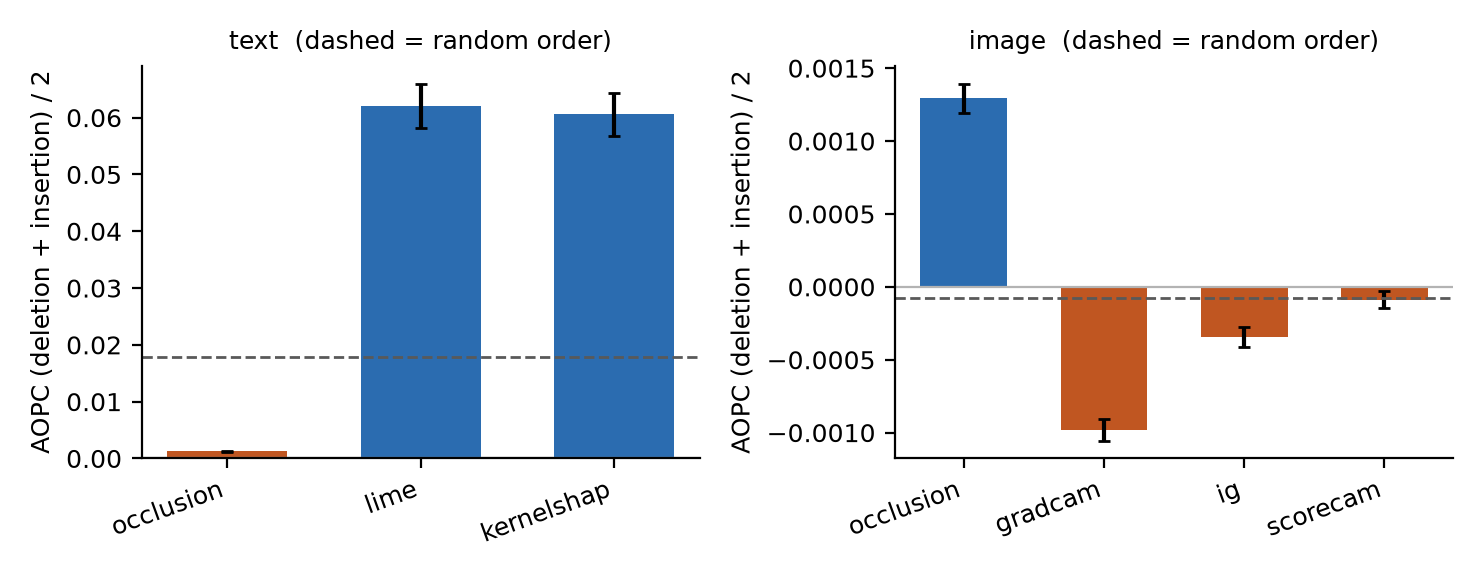 text  (dashed = random order)
AOPC (deletion + insertion) / 2
0.06
0.05
0.04
0.03
0.02
0.01
0.00
occlusion
lime
kernelshap
image  (dashed = random order)
AOPC (deletion + insertion) / 2
0.0015
0.0010
0.0005
0.0000
−0.0005
−0.0010
occlusion
gradcam
ig
scorecam